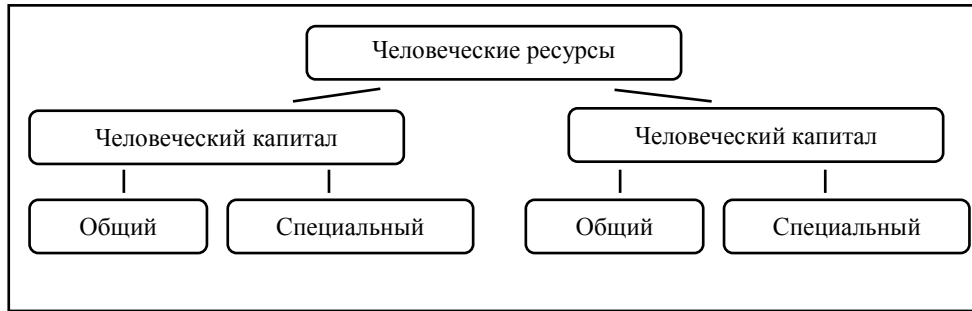 Человеческие ресурсы
Человеческий капитал
Человеческий капитал
Общий
Специальный
Общий
Специальный